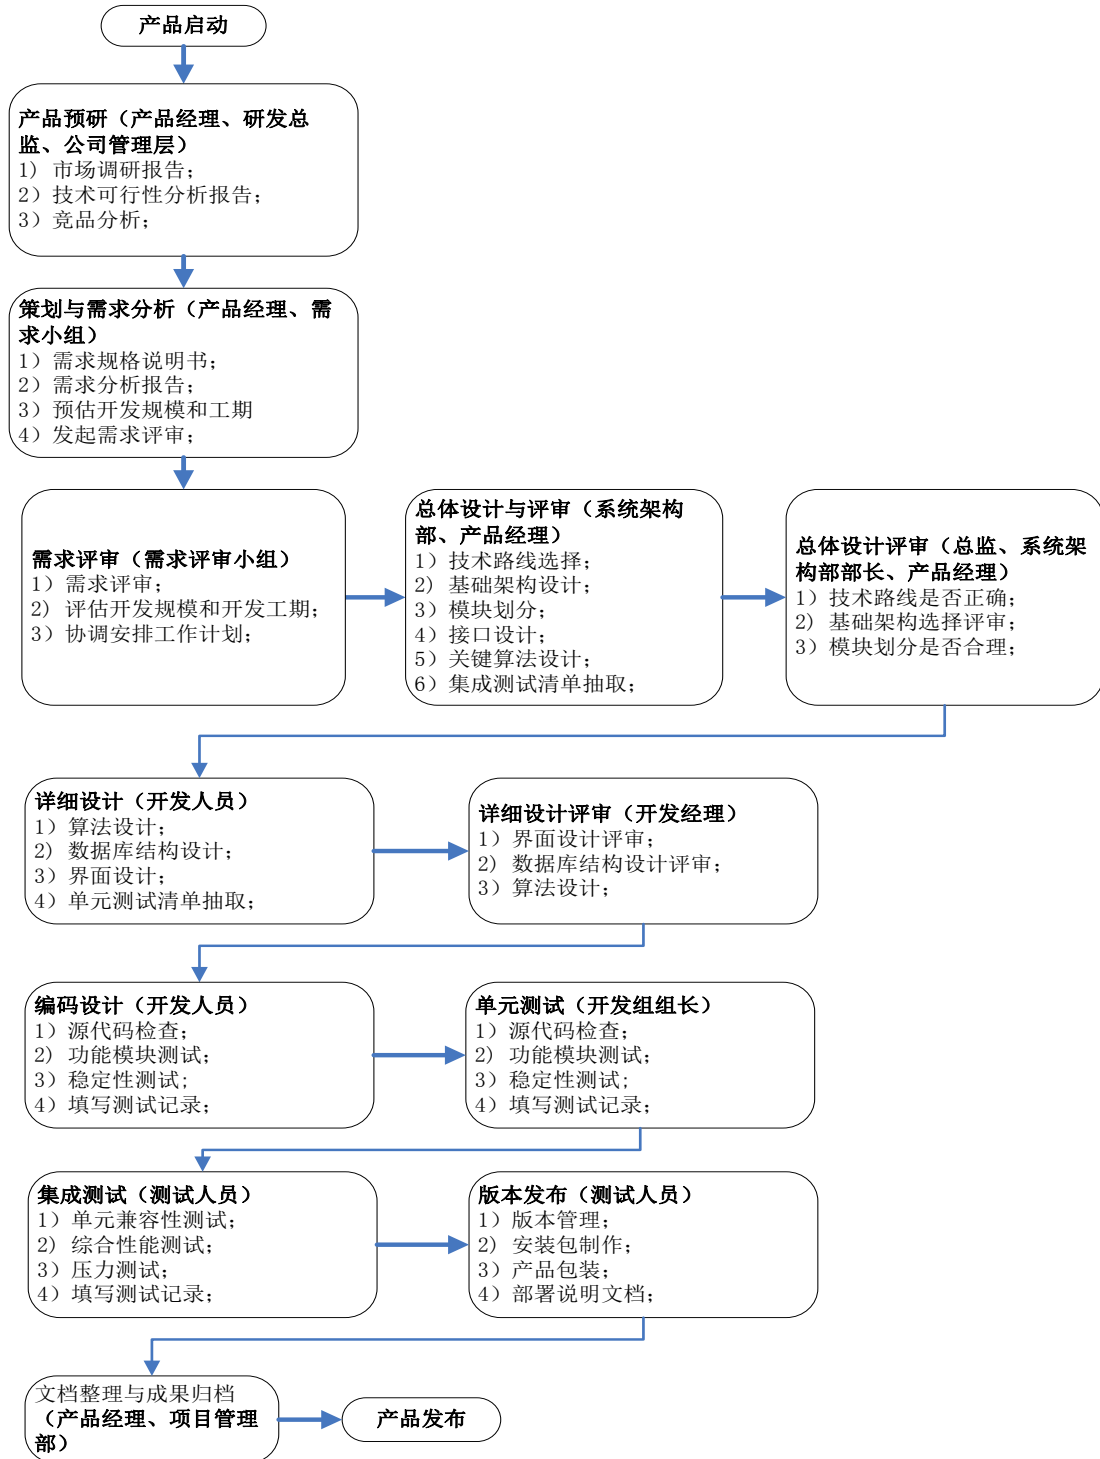 产品启动
产品预研（产品经理、研发总
监、公司管理层）
1) 市场调研报告；
2）技术可行性分析报告；
3）竞品分析；
策划与需求分析（产品经理、需
求小组）
1）需求规格说明书；
2）需求分析报告；
3）预估开发规模和工期
4）发起需求评审；
需求评审（需求评审小组）
1）需求评审；
2）评估开发规模和开发工期；
3）协调安排工作计划；
总体设计与评审（系统架构
部、产品经理）
1）技术路线选择；
2) 基础架构设计；
3）模块划分；
4）接口设计；
5）关键算法设计；
6）集成测试清单抽取；
总体设计评审（总监、系统架
构部部长、产品经理）
1）技术路线是否正确；
2) 基础架构选择评审；
3）模块划分是否合理；
详细设计（开发人员）
1）算法设计；
2) 数据库结构设计；
3）界面设计；
4）单元测试清单抽取；
详细设计评审（开发经理）
1）界面设计评审；
2）数据库结构设计评审；
3）算法设计；
编码设计（开发人员）
1）源代码检查；
2) 功能模块测试；
3）稳定性测试；
4）填写测试记录；
单元测试（开发组组长）
1）源代码检查；
2) 功能模块测试；
3）稳定性测试；
4）填写测试记录；
集成测试（测试人员）
1）单元兼容性测试；
2）综合性能测试；
3）压力测试；
4）填写测试记录；
版本发布（测试人员）
1）版本管理；
2) 安装包制作；
3）产品包装；
4）部署说明文档；
文档整理与成果归档
（产品经理、项目管理
部）
产品发布